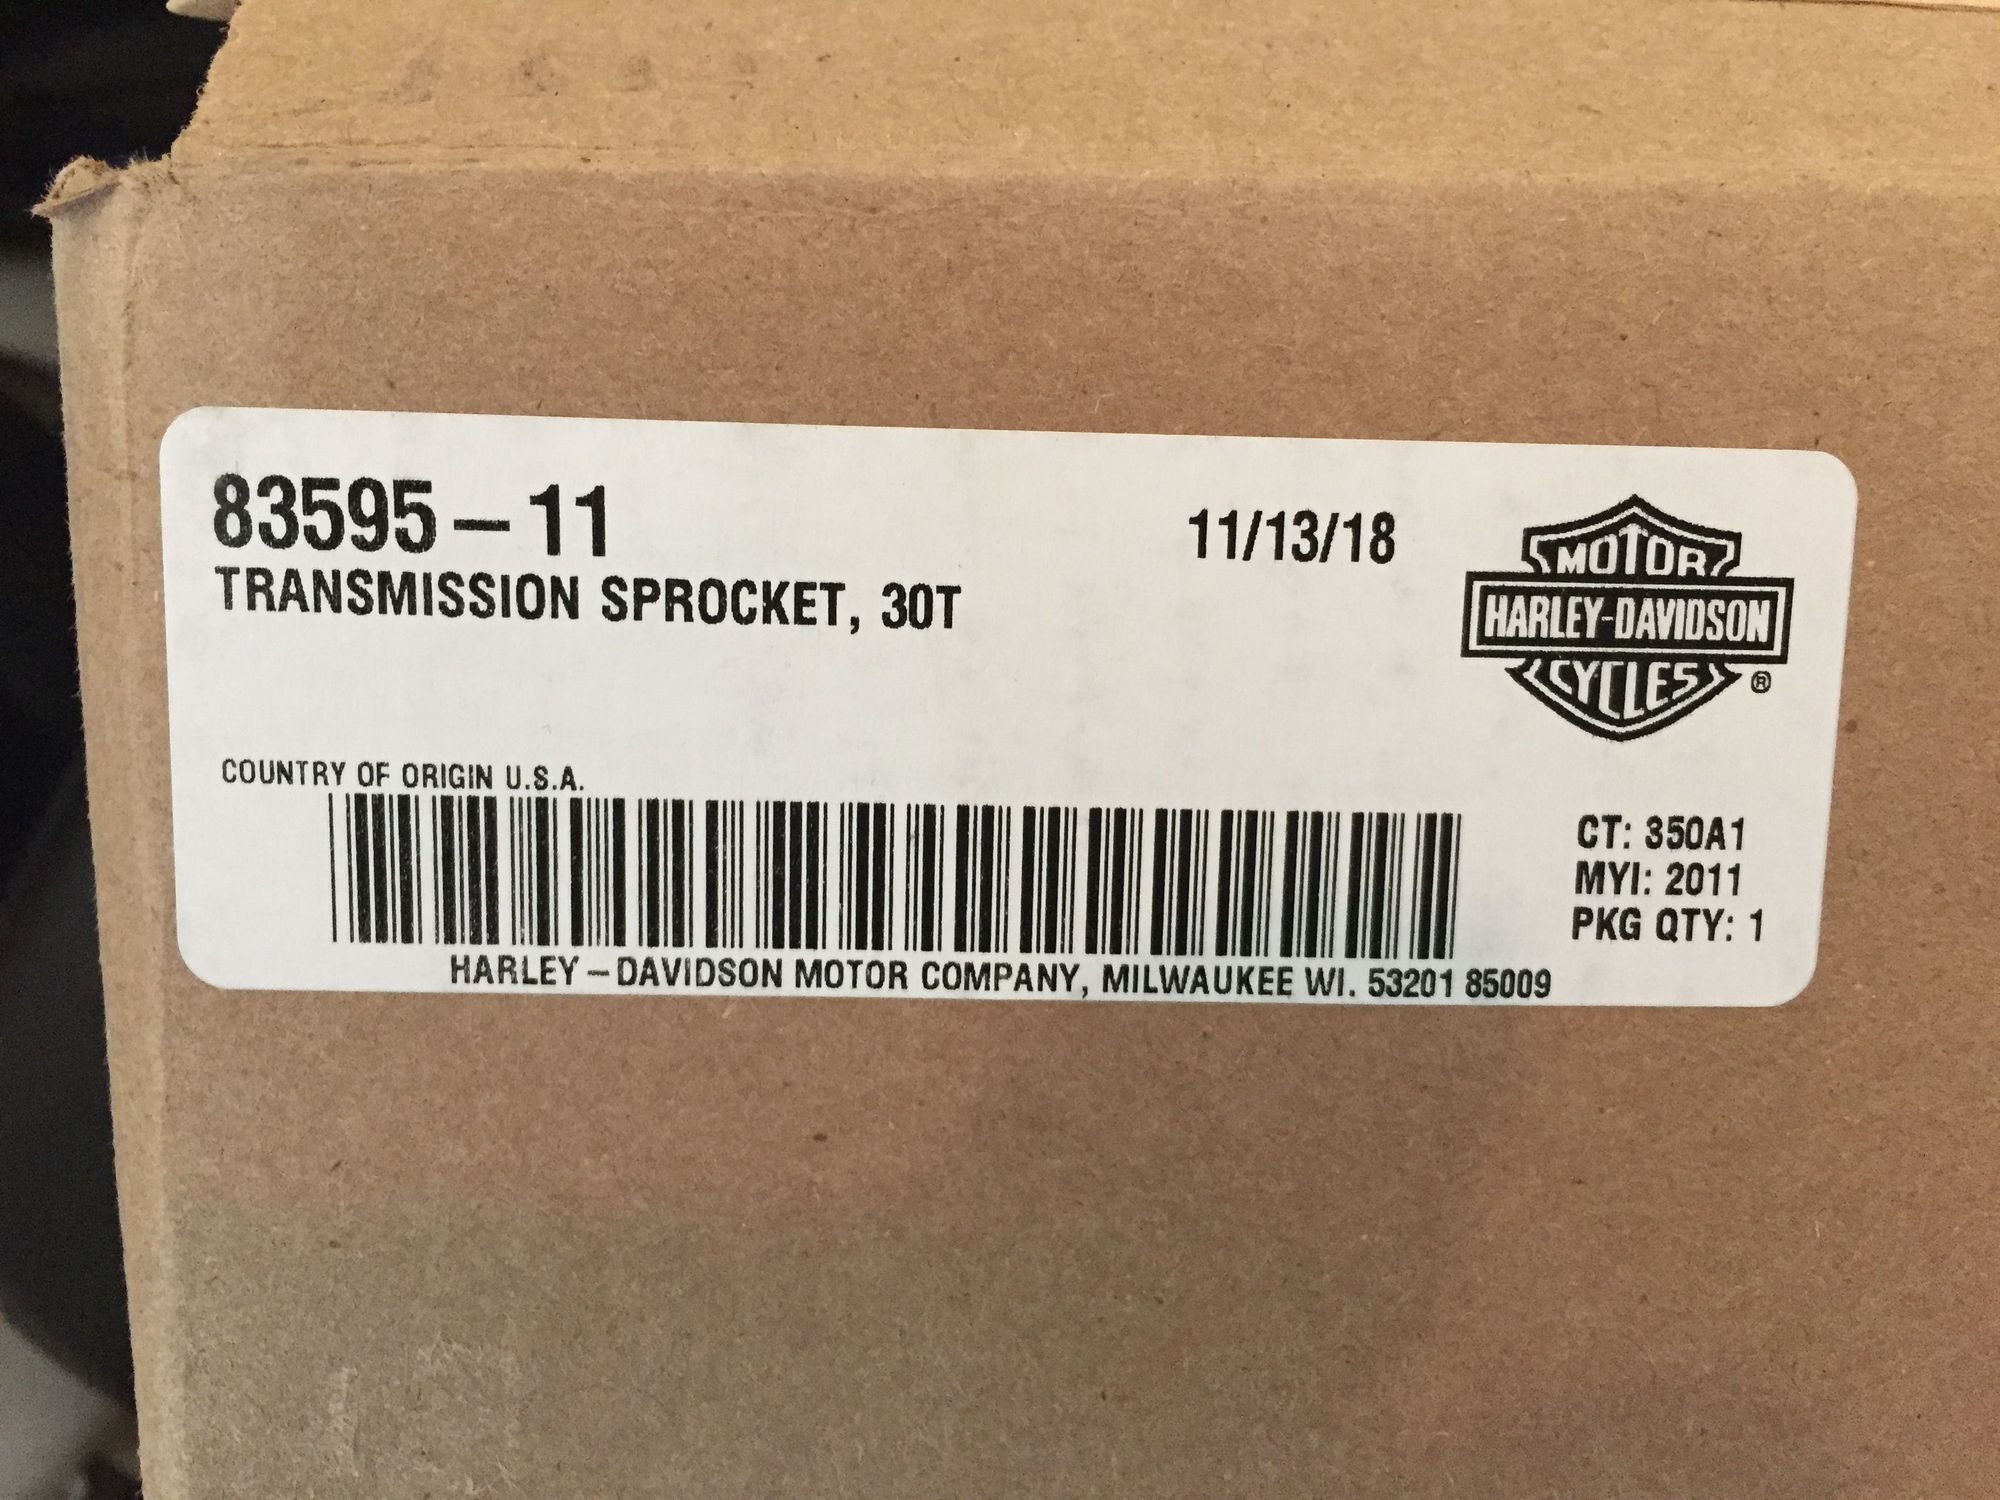 83595-11
11/13/18
TRANSMISSION SPROCKET, 30T
MOTOR
HARLEY-DAVIDSON
CYCLES
®
COUNTRY OF ORIGIN U.S.A.
CT: 350A1
MYI: 2011
PKG QTY: 1
HARLEY-DAVIDSON MOTOR COMPANY, MILWAUKEE WI. 53201 85009